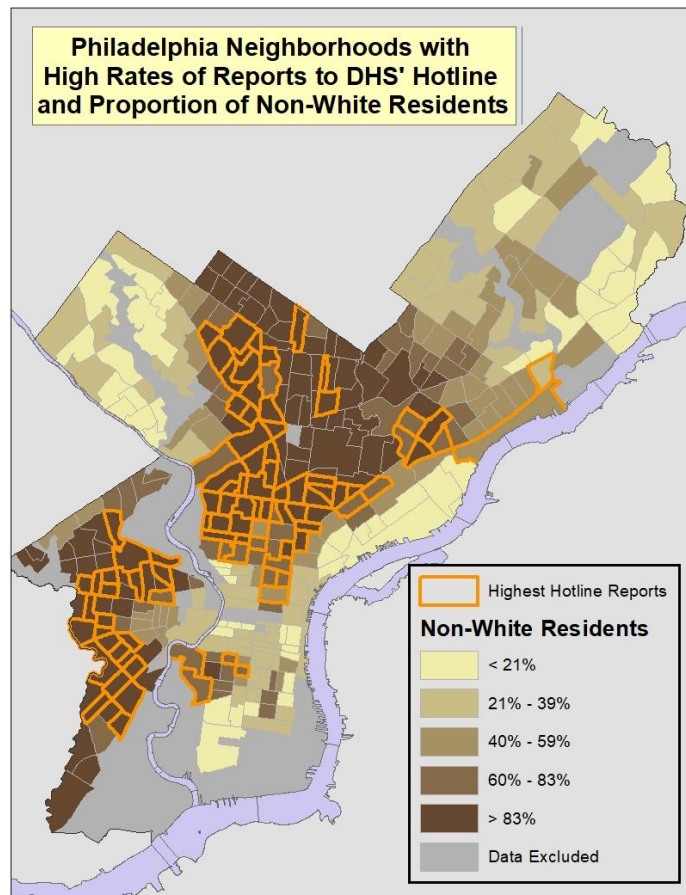 Philadelphia Neighborhoods with
High Rates of Reports to DHS' Hotline
and Proportion of Non-White Residents
Highest Hotline Reports
Non-White Residents
< 21%
21% - 39%
40% - 59%
60% - 83%
> 83%
Data Excluded